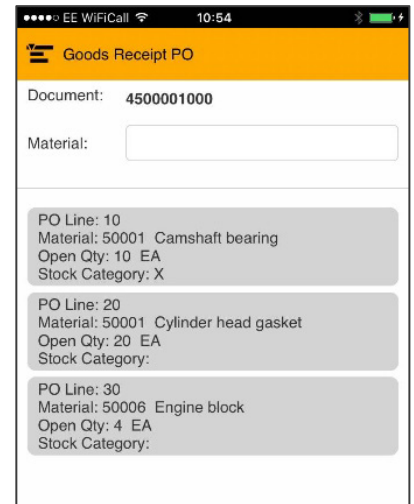 EE WiFiCall 10:54
Goods Receipt PO
Document: 4500001000
Material:
PO Line: 10
Material: 50001 Camshaft bearing
Open Qty: 10 EA
Stock Category: X
PO Line: 20
Material: 50001 Cylinder head gasket
Open Qty: 20 EA
Stock Category:
PO Line: 30
Material: 50006 Engine block
Open Qty: 4 EA
Stock Category: